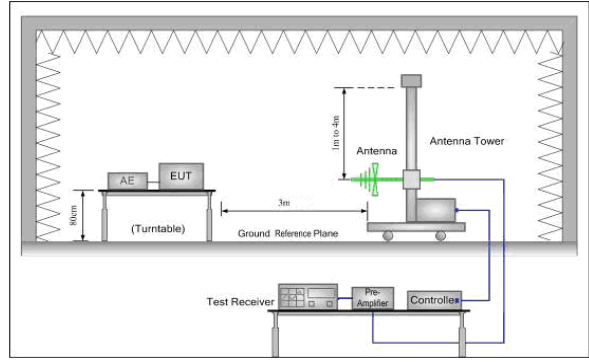 1m to 4m
Antenna
Antenna Tower
AE
EUT
80cm
(Turntable)
3m
Ground Reference Plane
Test Receiver
Pre-
Amplifier
Controller